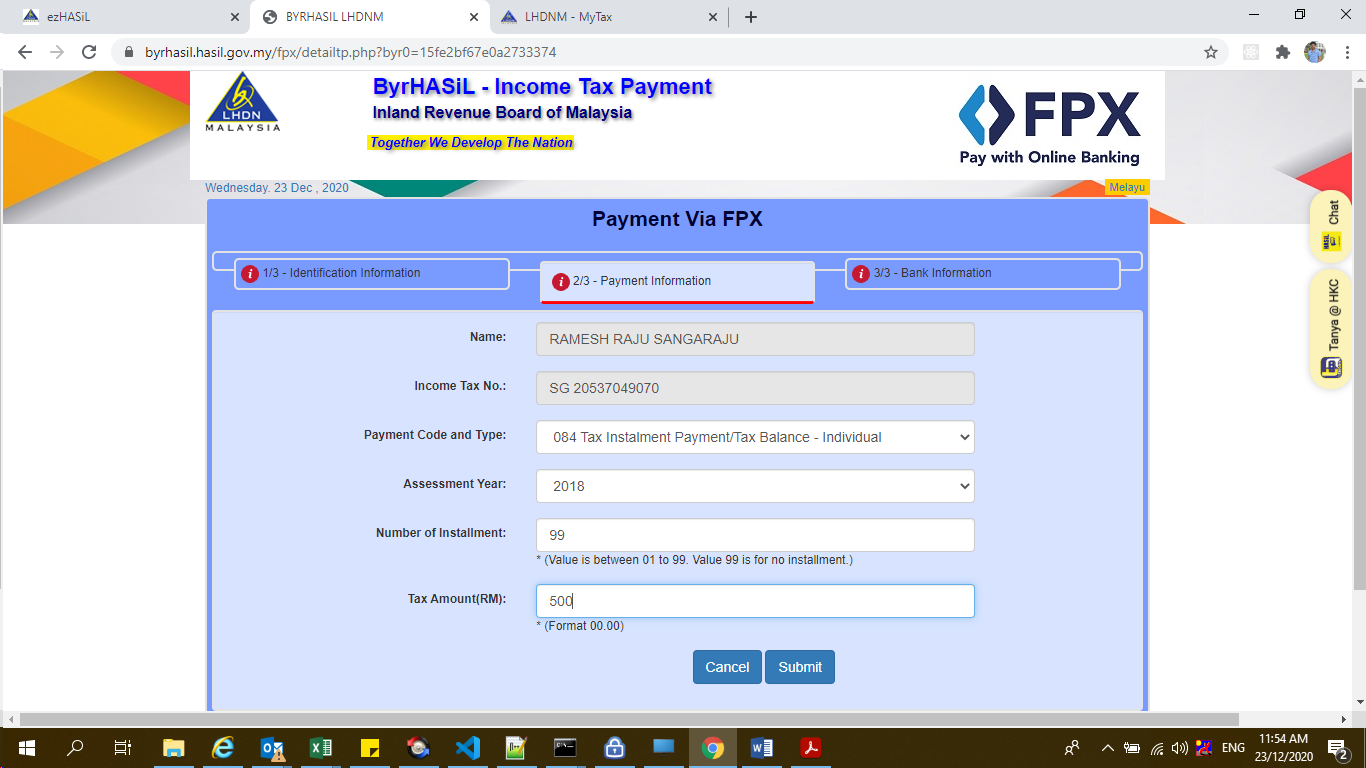 ezHASiL
BYRHASIL LHDNM
LHDNM - MyTax
byrhasil.hasil.gov.my/fpx/detailtp.php?byr0=15fe2bf67e0a2733374
LHDN
MALAYSIA
ByrHASiL - Income Tax Payment
Inland Revenue Board of Malaysia
Together We Develop The Nation
FPX
Pay with Online Banking
Wednesday. 23 Dec , 2020
Melayu
Chat
Tanya @ HKC
Payment Via FPX
1/3 - Identification Information
2/3 - Payment Information
3/3 - Bank Information
Name: RAMESH RAJU SANGARAJU
Income Tax No.: SG 20537049070
Payment Code and Type: 084 Tax Instalment Payment/Tax Balance - Individual
Assessment Year: 2018
Number of Installment: 99
* (Value is between 01 to 99. Value 99 is for no installment.)
Tax Amount(RM): 500
* (Format 00.00)
Cancel Submit
ENG
11:54 AM
23/12/2020
2